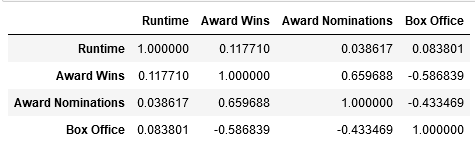 Runtime Award Wins Award Nominations Box Office
Runtime 1.000000 0.117710 0.038617 0.083801
Award Wins 0.117710 1.000000 0.659688 -0.586839
Award Nominations 0.038617 0.659688 1.000000 -0.433469
Box Office 0.083801 -0.586839 -0.433469 1.000000